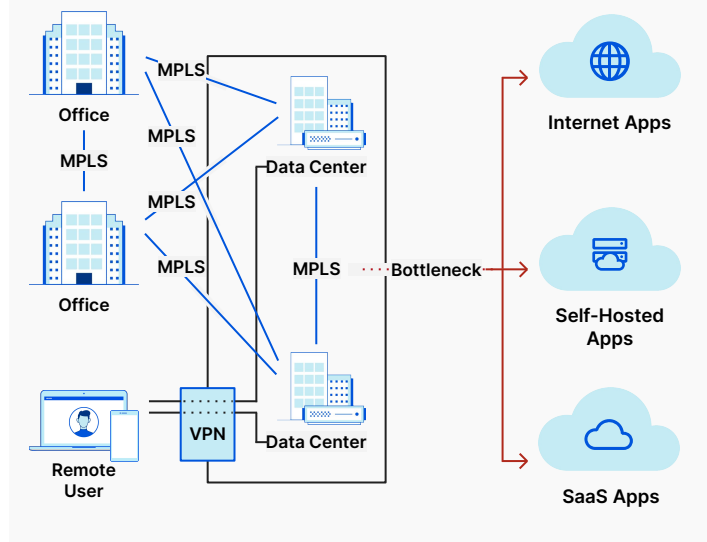 MPLS
Office
MPLS
Internet Apps
MPLS
Data Center
MPLS
MPLS
MPLS
Bottleneck
Office
Self-Hosted
Apps
VPN
Data Center
Remote
User
SaaS Apps